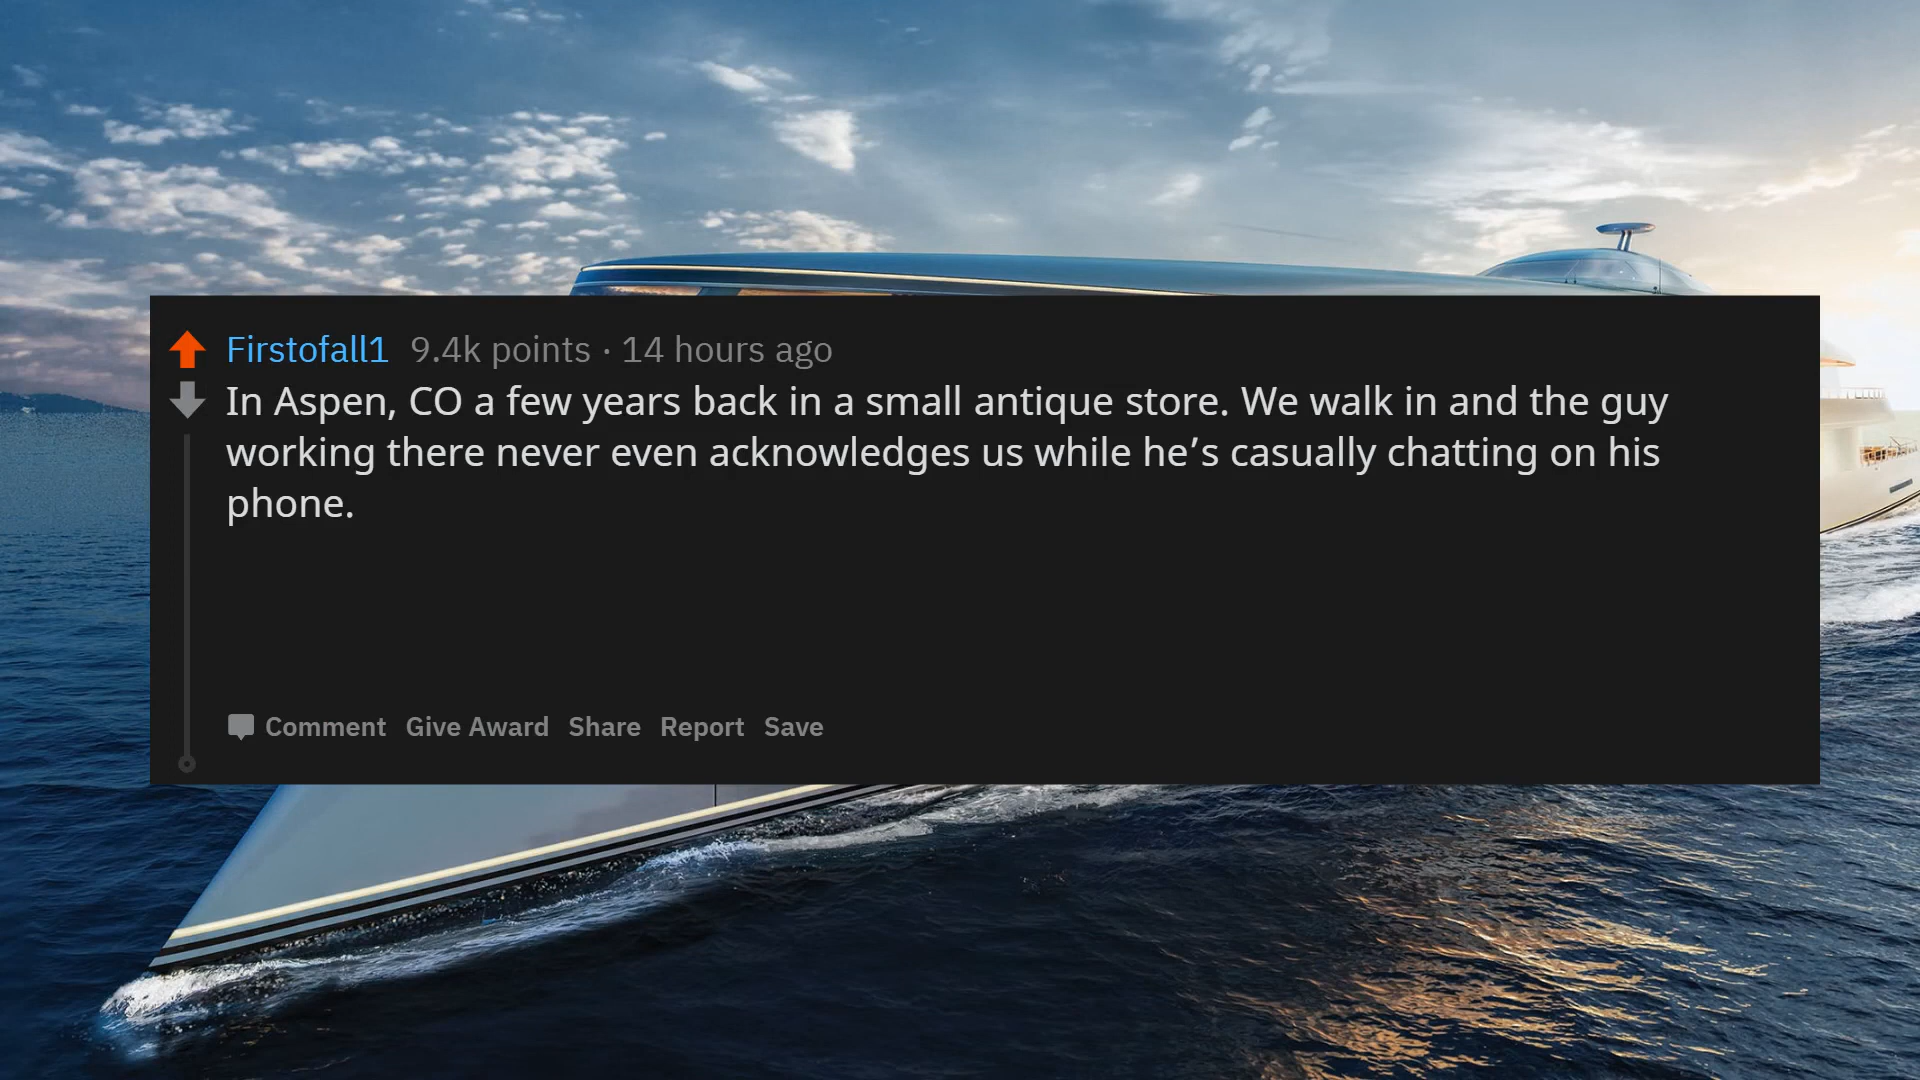 Firstofall1 9.4k points · 14 hours ago
In Aspen, CO a few years back in a small antique store. We walk in and the guy
working there never even acknowledges us while he’s casually chatting on his
phone.
Comment Give Award Share Report Save